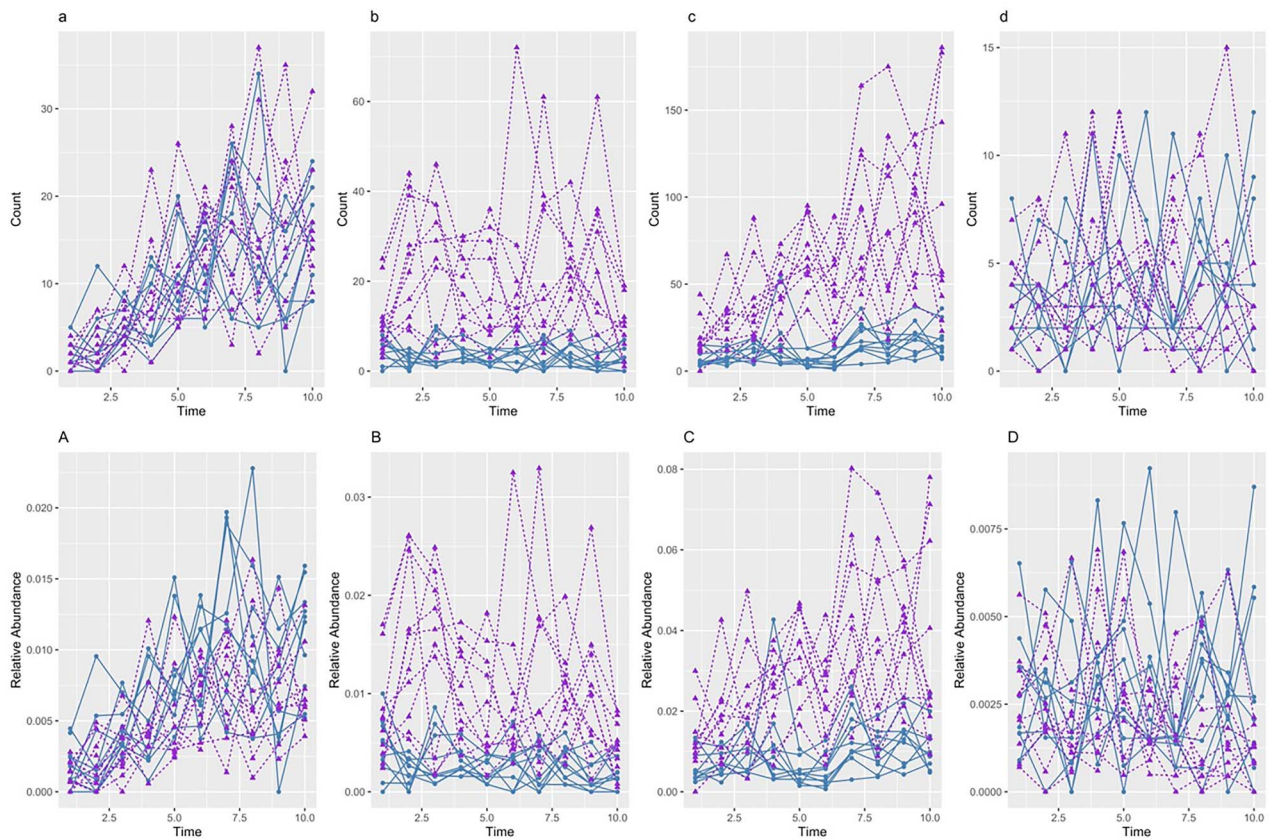 a
Count
30
20
10
0
2.5 5.0 7.5 10.0
Time
b
Count
60
40
20
0
2.5 5.0 7.5 10.0
Time
c
Count
150
100
50
0
2.5 5.0 7.5 10.0
Time
d
Count
15
10
5
0
2.5 5.0 7.5 10.0
Time
A
Relative Abundance
0.020
0.015
0.010
0.005
0.000
2.5 5.0 7.5 10.0
Time
B
Relative Abundance
0.03
0.02
0.01
0.00
2.5 5.0 7.5 10.0
Time
C
Relative Abundance
0.08
0.06
0.04
0.02
0.00
2.5 5.0 7.5 10.0
Time
D
Relative Abundance
0.0075
0.0050
0.0025
0.0000
2.5 5.0 7.5 10.0
Time